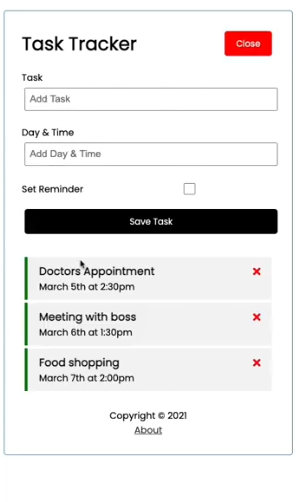 Task Tracker
Close
Task
Add Task
Day & Time
Add Day & Time
Set Reminder
Save Task
Doctors Appointment
March 5th at 2:30pm
Meeting with boss
March 6th at 1:30pm
Food shopping
March 7th at 2:00pm
Copyright © 2021
About